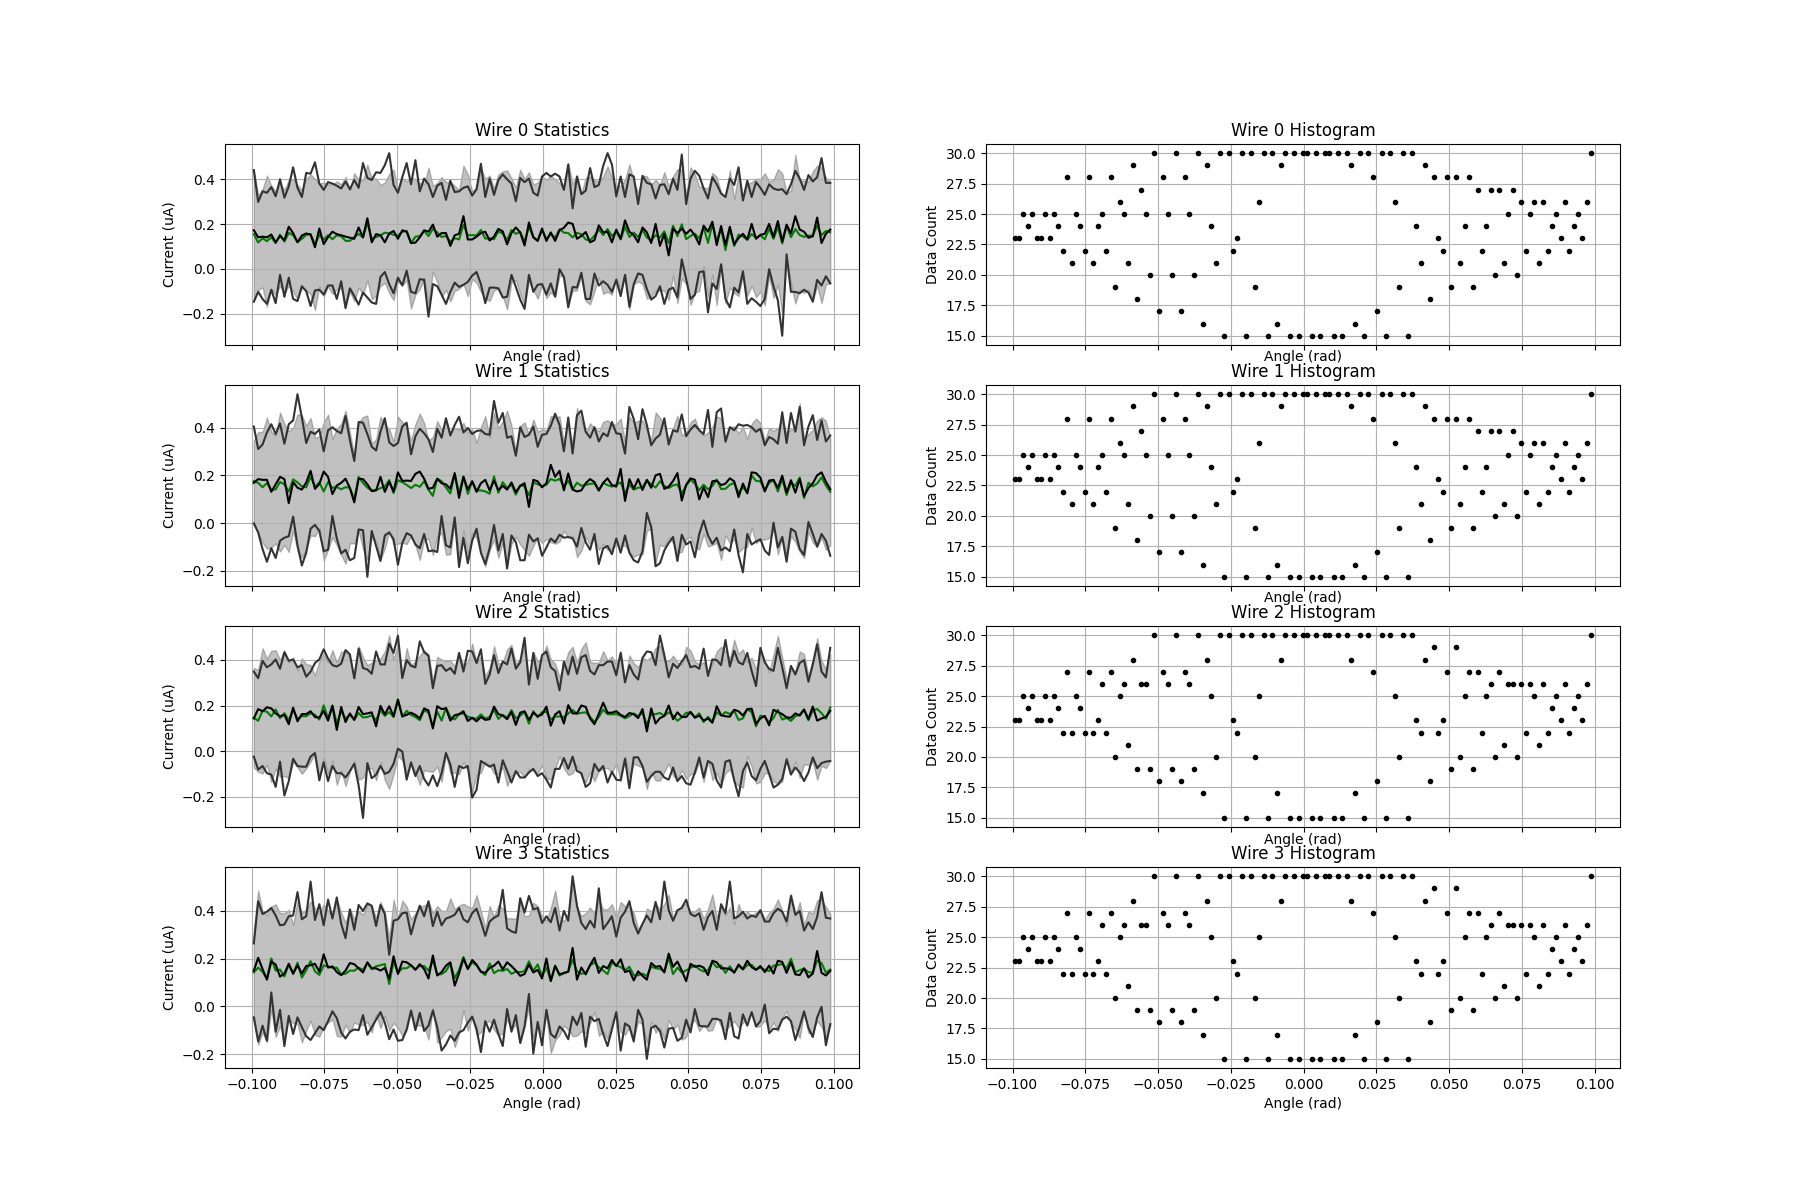 Wire 0 Statistics
Current (uA)
0.4
0.2
0.0
−0.2
Angle (rad)
Wire 0 Histogram
Data Count
30.0
27.5
25.0
22.5
20.0
17.5
15.0
Angle (rad)
Wire 1 Statistics
Current (uA)
0.4
0.2
0.0
−0.2
Angle (rad)
Wire 1 Histogram
Data Count
30.0
27.5
25.0
22.5
20.0
17.5
15.0
Angle (rad)
Wire 2 Statistics
Current (uA)
0.4
0.2
0.0
−0.2
Angle (rad)
Wire 2 Histogram
Data Count
30.0
27.5
25.0
22.5
20.0
17.5
15.0
Angle (rad)
Wire 3 Statistics
Current (uA)
0.4
0.2
0.0
−0.2
−0.100 −0.075 −0.050 −0.025 0.000 0.025 0.050 0.075 0.100
Angle (rad)
Wire 3 Histogram
Data Count
30.0
27.5
25.0
22.5
20.0
17.5
15.0
−0.100 −0.075 −0.050 −0.025 0.000 0.025 0.050 0.075 0.100
Angle (rad)